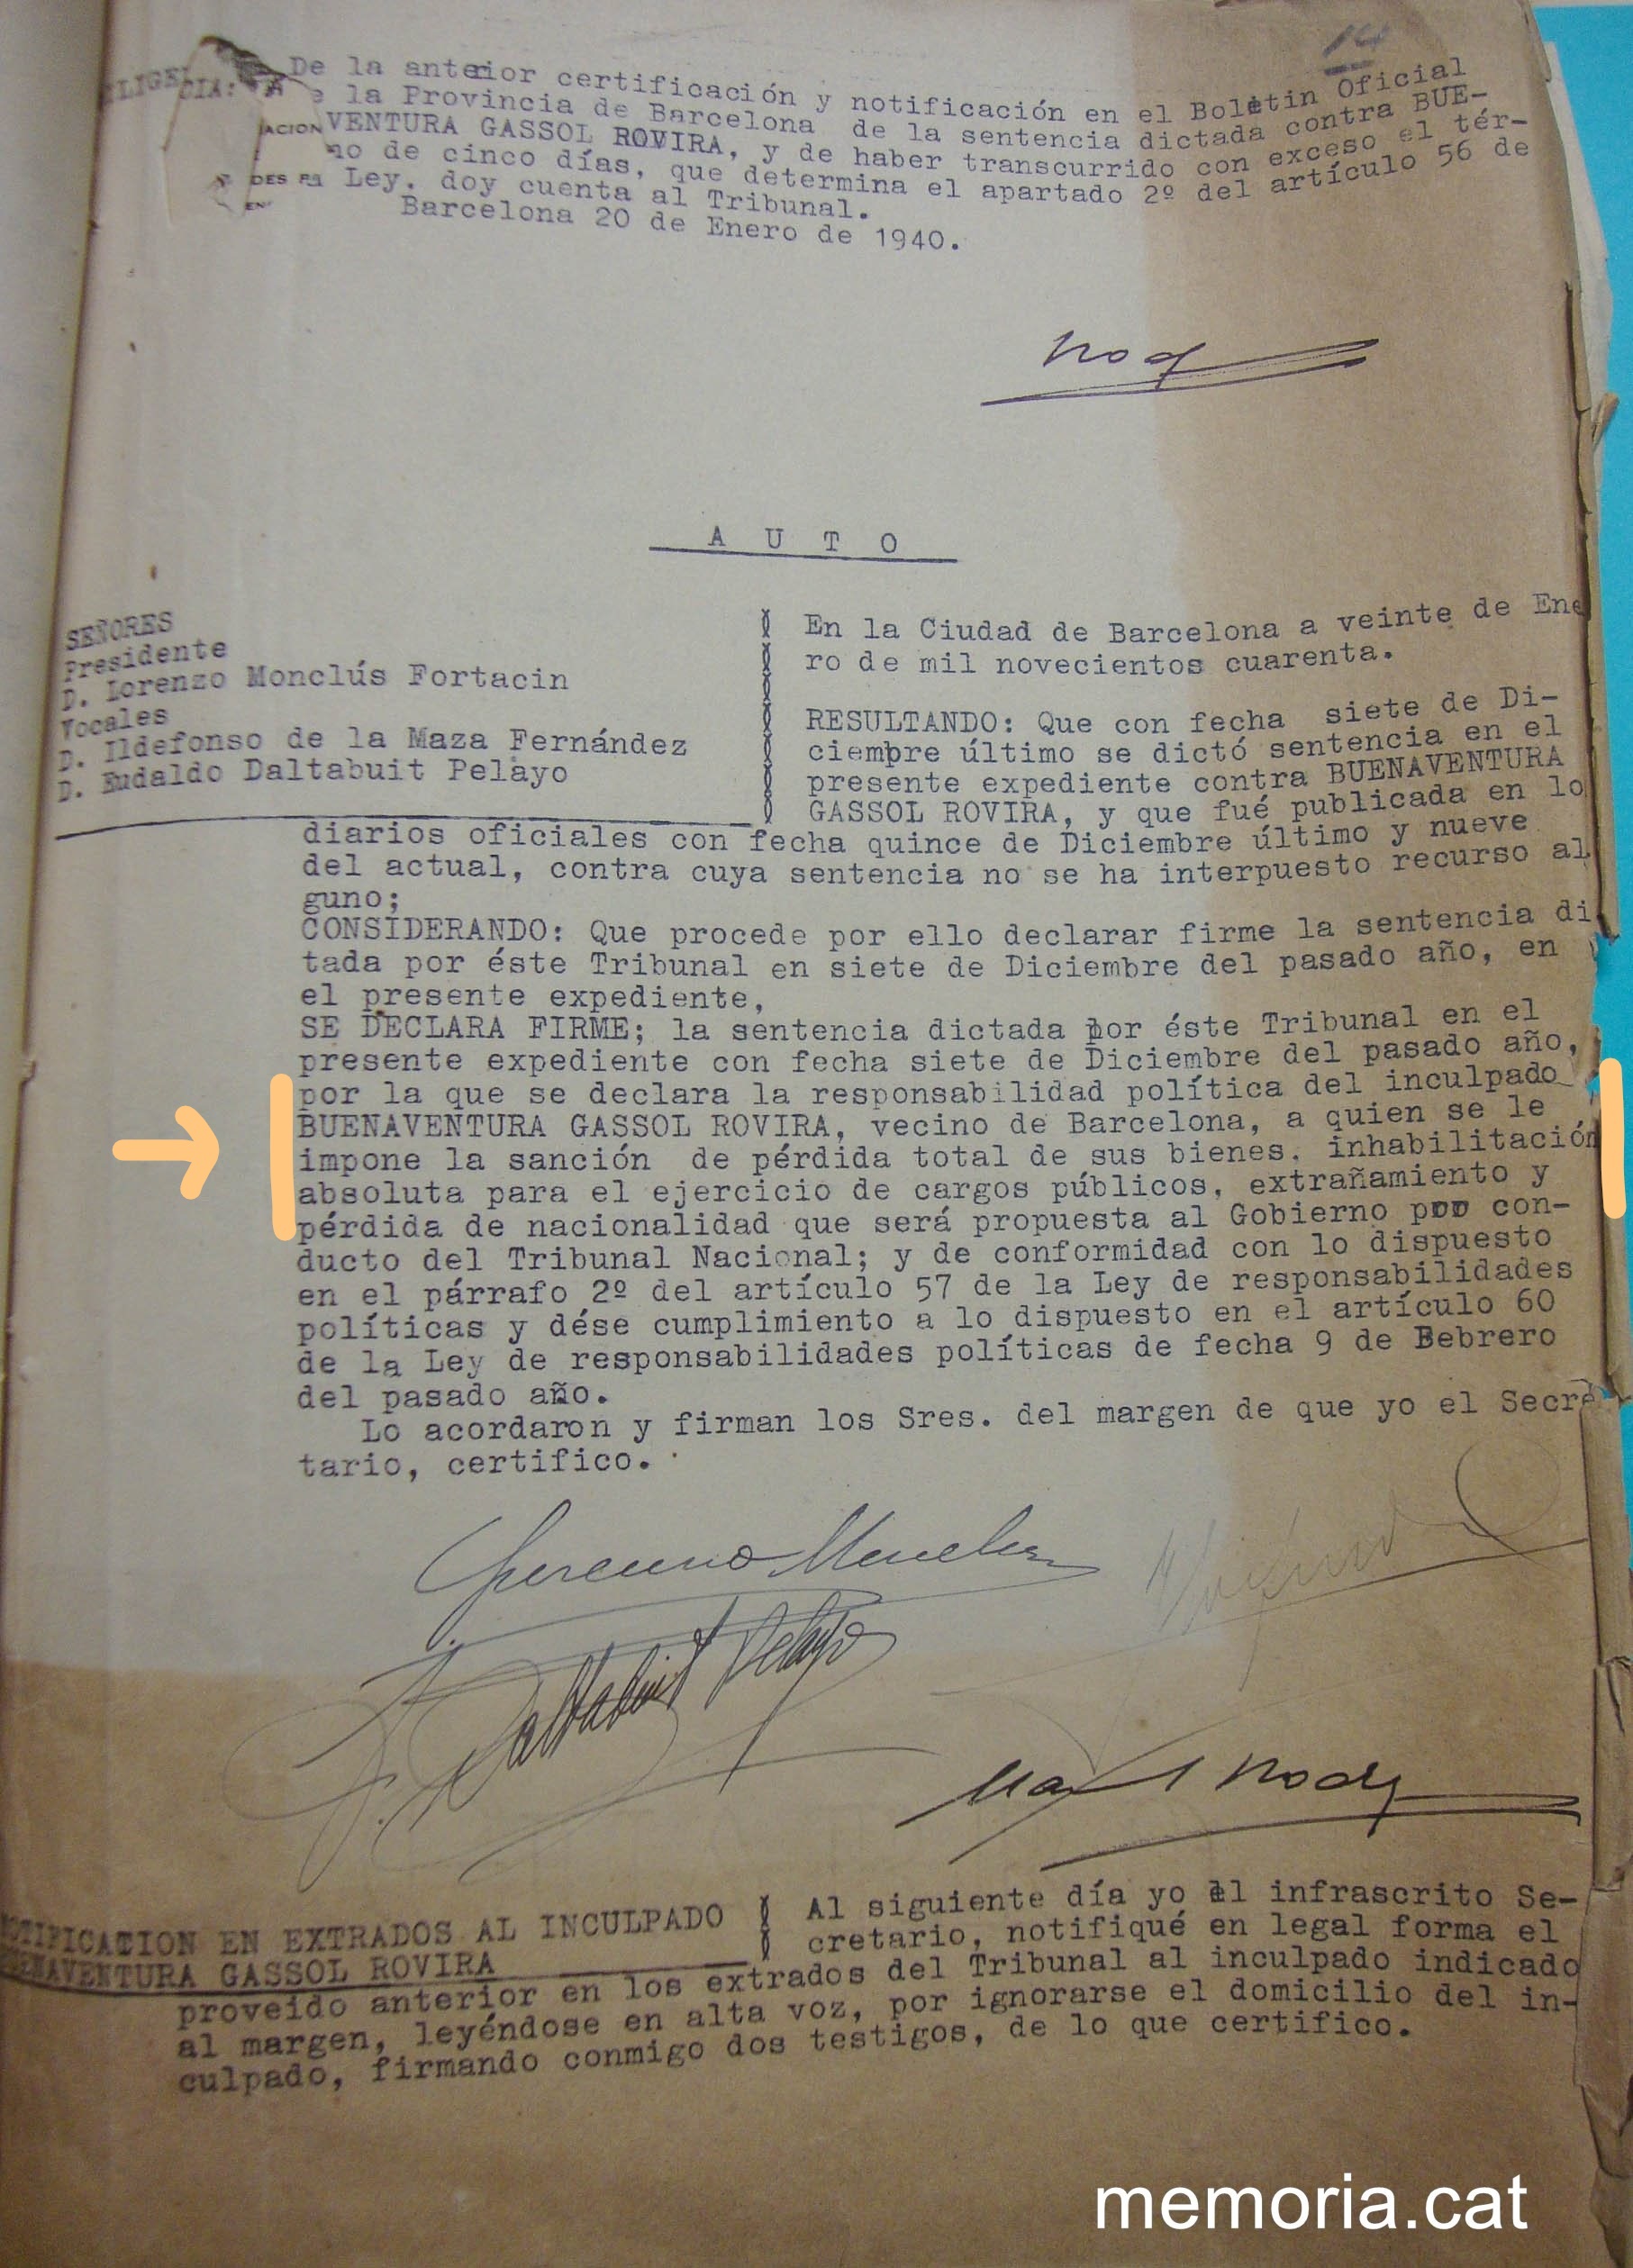 14
De la anterior certificación y notificación en el Boletin Oficial
CIA: e la Provincia de Barcelona de la sentencia dictada contra BUE-
VENTURA GASSOL ROVIRA, y de haber transcurrido con exceso el tér-
no de cinco días, que determina el apartado 2º del artículo 56 de
Ley. doy cuenta al Tribunal.
Barcelona 20 de Enero de 1940.
A U T O
SEÑORES
Presidente
D. Lorenzo Monclús Fortacin
Vocales
D. Ildefonso de la Maza Fernández
D. Eudaldo Daltabuit Pelayo
En la Ciudad de Barcelona a veinte de Ene
ro de mil novecientos cuarenta.
RESULTANDO: Que con fecha siete de Di-
ciembre último se dictó sentencia en el
presente expediente contra BUENAVENTURA
GASSOL ROVIRA, y que fué publicada en lo
diarios oficiales con fecha quince de Diciembre último y nueve
del actual, contra cuya sentencia no se ha interpuesto recurso al
guno;
CONSIDERANDO: Que procede por ello declarar firme la sentencia di
tada por éste Tribunal en siete de Diciembre del pasado año, en
el presente expediente,
SE DECLARA FIRME; la sentencia dictada por éste Tribunal en el
presente expediente con fecha siete de Diciembre del pasado año,
por la que se declara la responsabilidad política del inculpado
BUENAVENTURA GASSOL ROVIRA, vecino de Barcelona, a quien se le
impone la sanción de pérdida total de sus bienes. inhabilitación
absoluta para el ejercicio de cargos públicos, extrañamiento y
pérdida de nacionalidad que será propuesta al Gobierno por con-
ducto del Tribunal Nacional; y de conformidad con lo dispuesto
en el párrafo 2º del artículo 57 de la Ley de responsabilidades
políticas y dése cumplimiento a lo dispuesto en el artículo 60
de la Ley de responsabilidades políticas de fecha 9 de Bebrero
del pasado año.
Lo acordaron y firman los Sres. del margen de que yo el Secre
tario, certifico.
Daltabuit Pelayo
NOTIFICACION EN EXTRADOS AL INCULPADO
BUENAVENTURA GASSOL ROVIRA
Al siguiente día yo el infrascrito Se-
cretario, notifiqué en legal forma el
proveido anterior en los extrados del Tribunal al inculpado indicado
al margen, leyéndose en alta voz, por ignorarse el domicilio del in-
culpado, firmando conmigo dos testigos, de lo que certifico.
memoria.cat